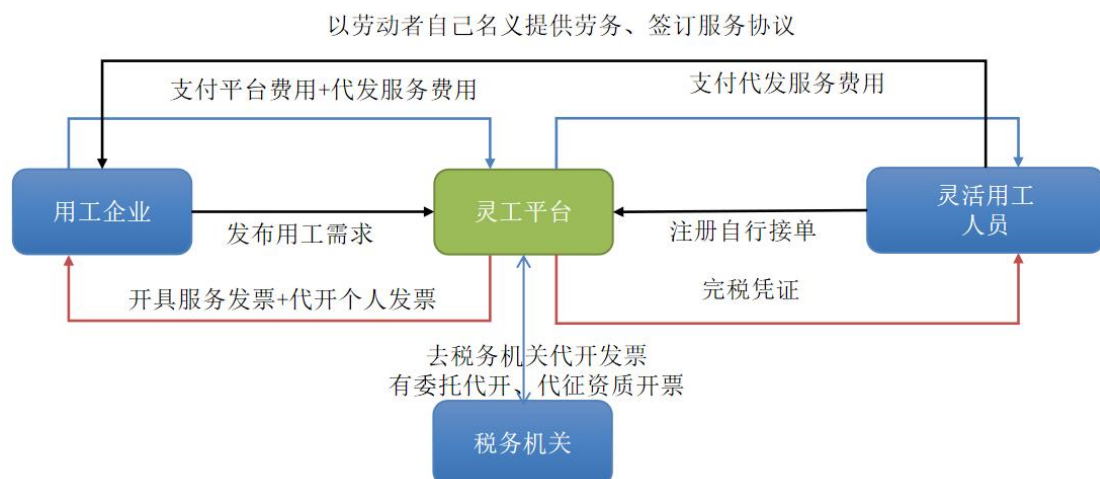 以劳动者自己名义提供劳务、签订服务协议
支付平台费用+代发服务费用
支付代发服务费用
用工企业
灵工平台
灵活用工
人员
发布用工需求
注册自行接单
开具服务发票+代开个人发票
完税凭证
去税务机关代开发票
有委托代开、代征资质开票
税务机关